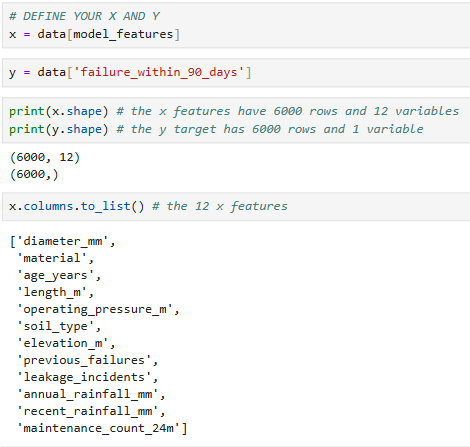 # DEFINE YOUR X AND Y
x = data[model_features]
y = data['failure_within_90_days']
print(x.shape) # the x features have 6000 rows and 12 variables
print(y.shape) # the y target has 6000 rows and 1 variable
(6000, 12)
(6000,)
x.columns.to_list() # the 12 x features
['diameter_mm',
 'material',
 'age_years',
 'length_m',
 'operating_pressure_m',
 'soil_type',
 'elevation_m',
 'previous_failures',
 'leakage_incidents',
 'annual_rainfall_mm',
 'recent_rainfall_mm',
 'maintenance_count_24m']